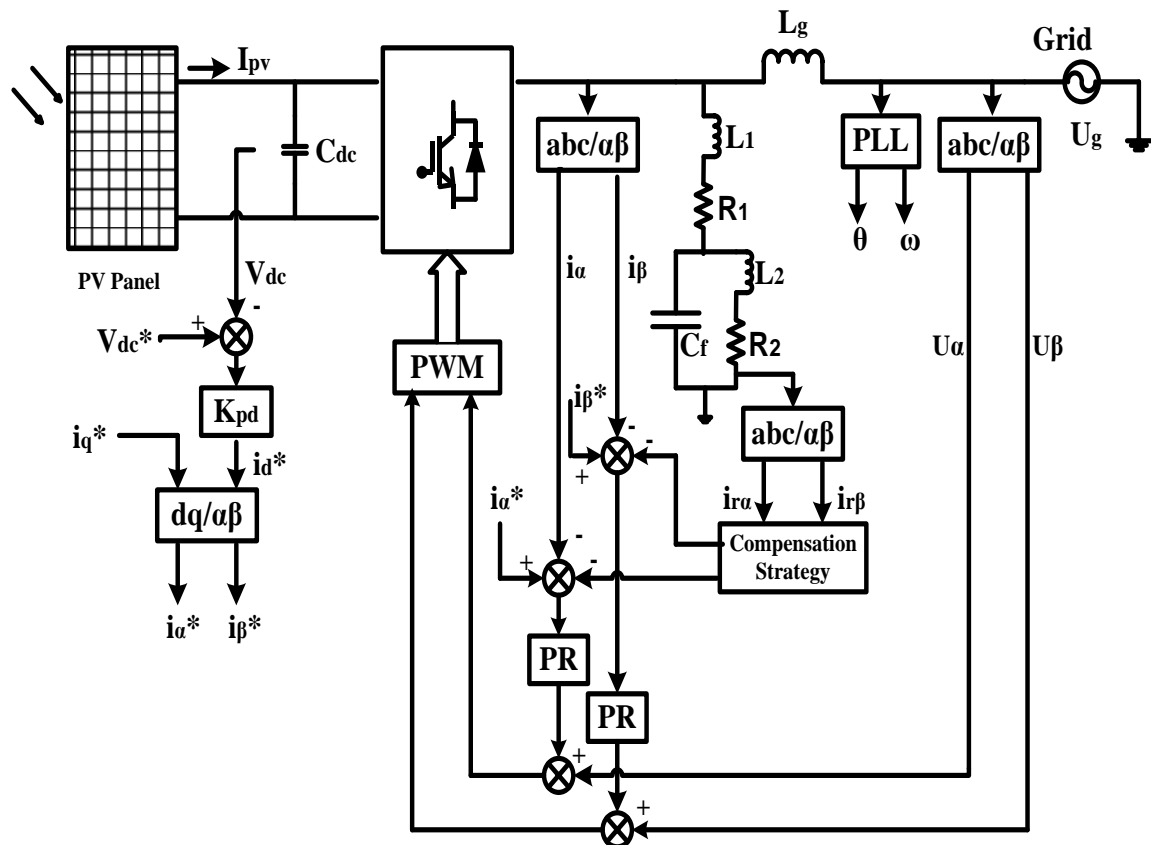 Ipv
Lg
Grid
Cdc
abc/αβ
L1
PLL
abc/αβ
Ug
R1
θ
ω
PV Panel
Vdc
iα
iβ
L2
-
Vdc*
+
Cf
R2
Uα
Uβ
PWM
Kpd
iβ*
iq*
id*
-
-
+
abc/αβ
dq/αβ
iα*
irα
irβ
Compensation
Strategy
-
+
-
iα*
iβ*
PR
PR
+
+